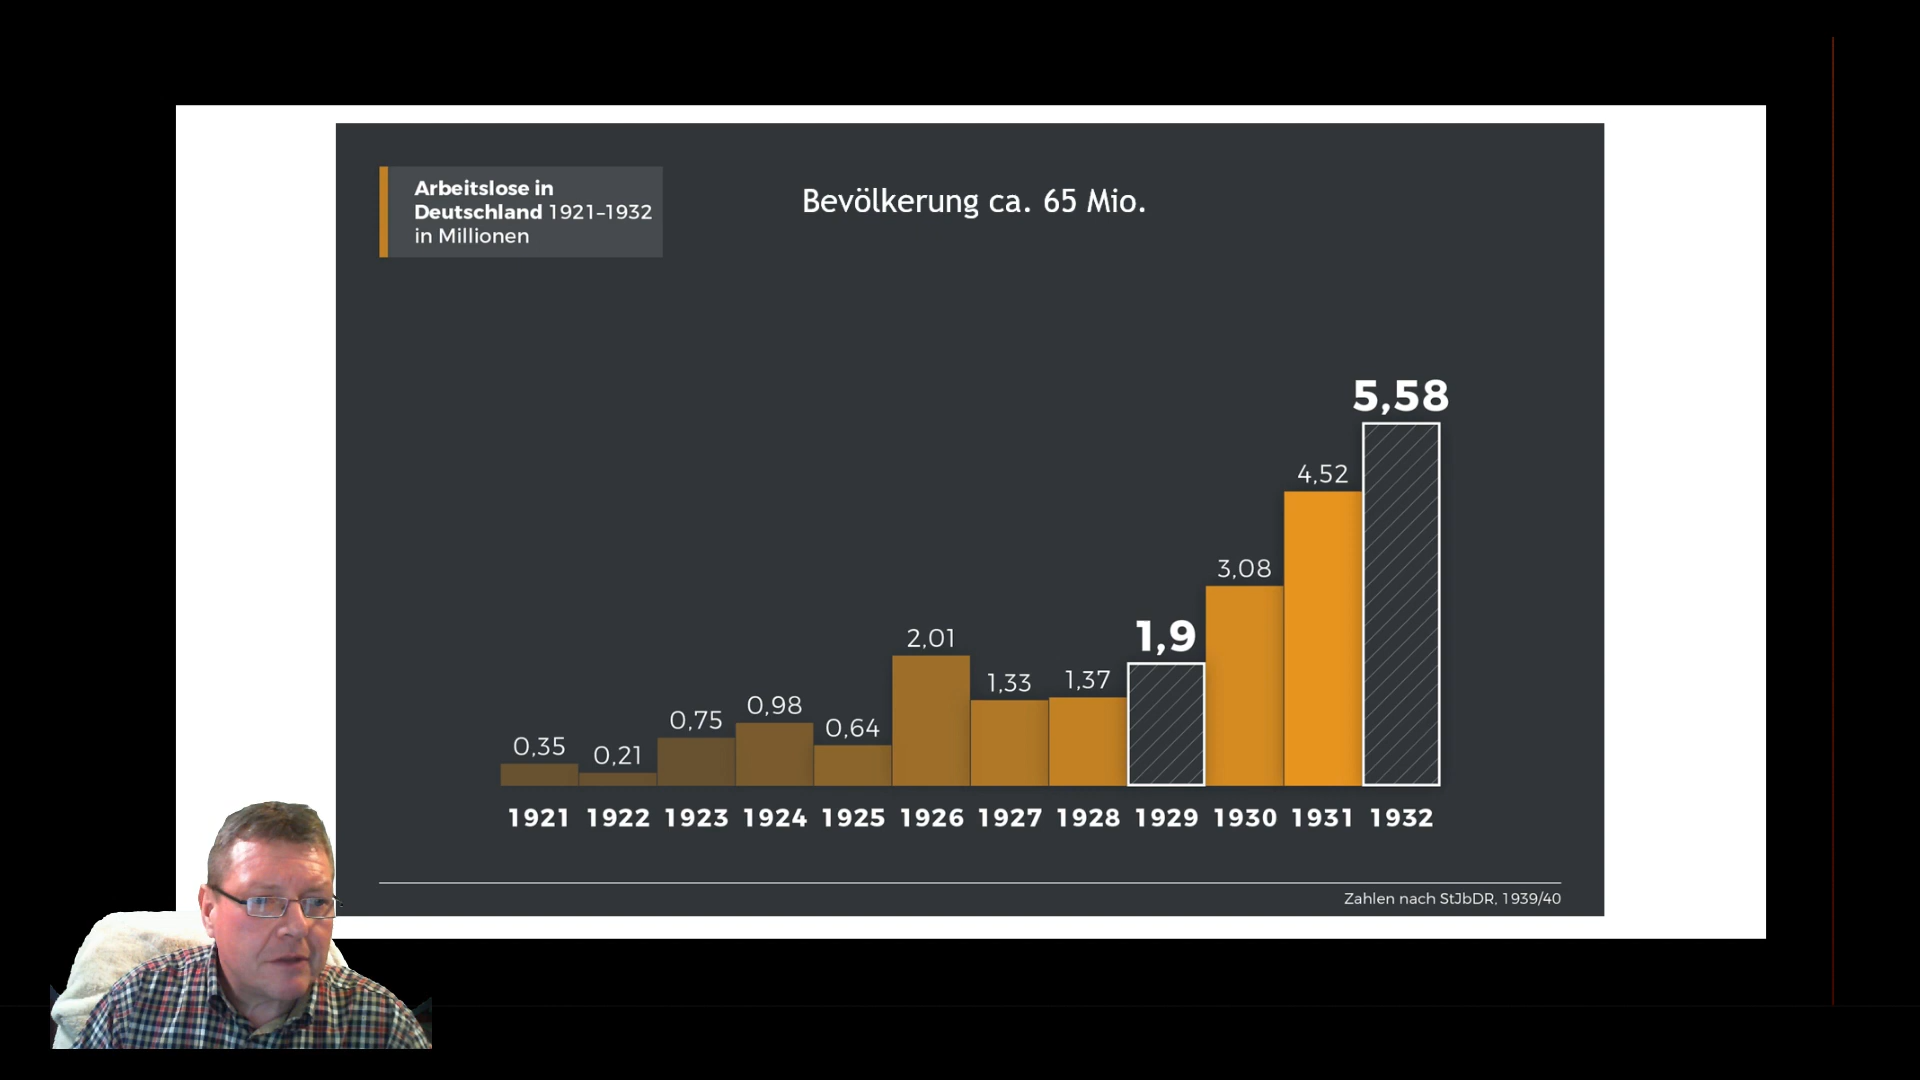 Arbeitslose in
Deutschland 1921–1932
in Millionen
Bevölkerung ca. 65 Mio.
5,58
4,52
3,08
1,9
2,01
1,33
1,37
0,98
0,75
0,64
0,35
0,21
1921 1922 1923 1924 1925 1926 1927 1928 1929 1930 1931 1932
Zahlen nach StJbDR, 1939/40